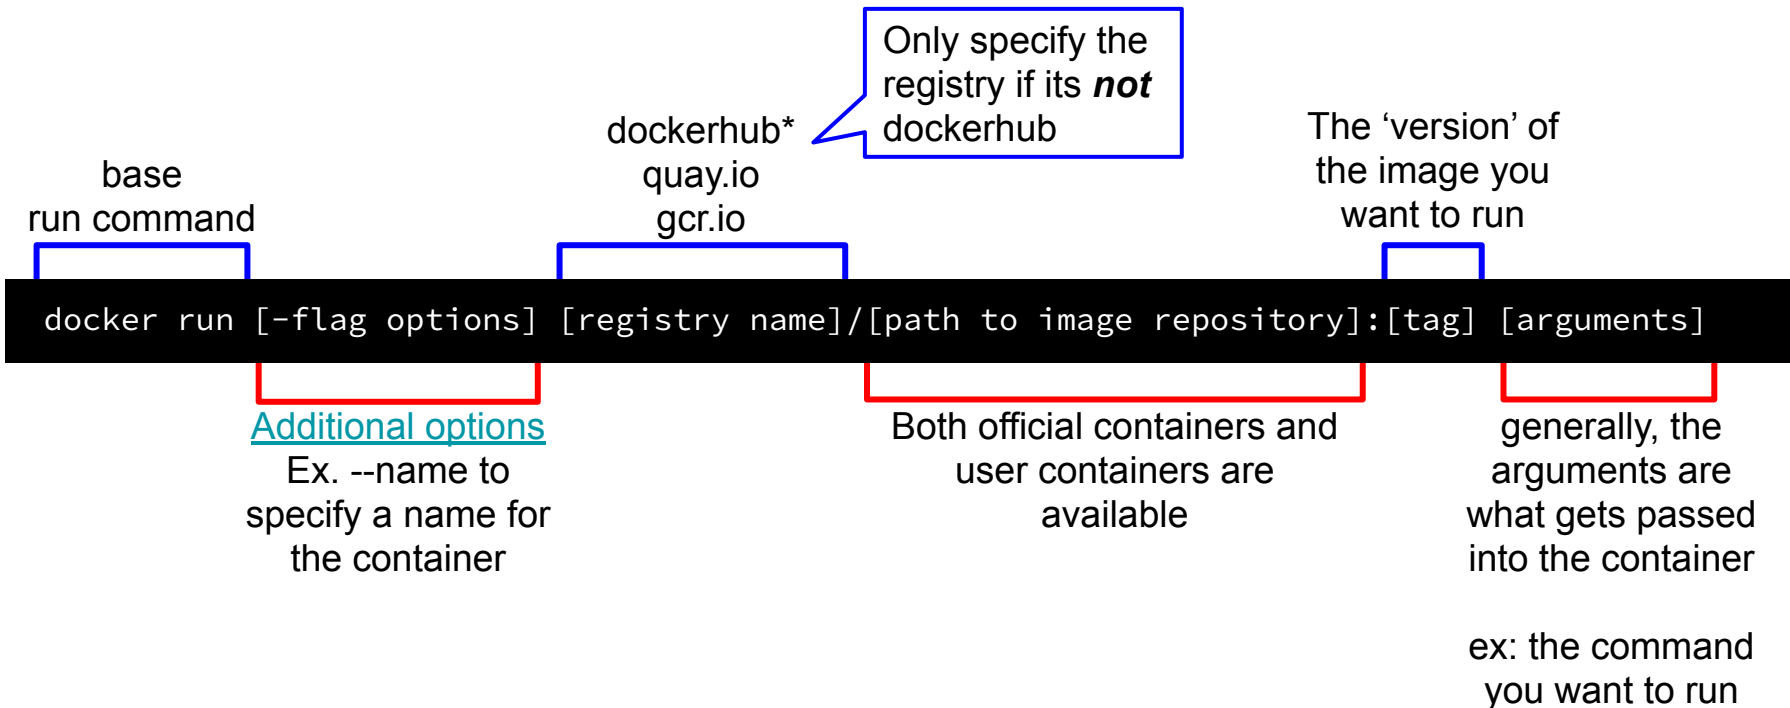 Only specify the
registry if its not
dockerhub
dockerhub*
quay.io
gcr.io
The ‘version’ of
the image you
want to run
base
run command
docker run [-flag options] [registry name]/[path to image repository]:[tag] [arguments]
Additional options
Ex. --name to
specify a name for
the container
Both official containers and
user containers are
available
generally, the
arguments are
what gets passed
into the container
ex: the command
you want to run